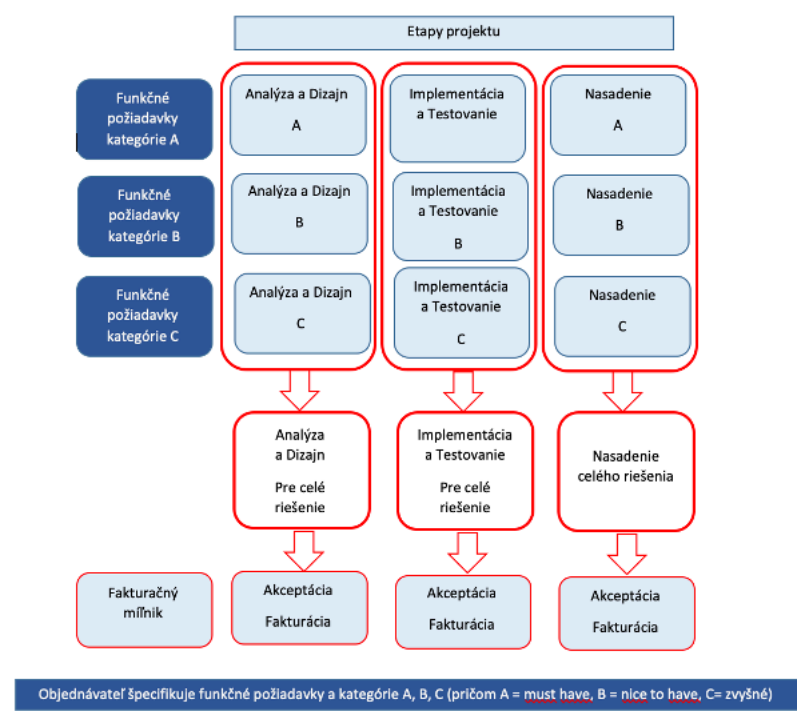 Etapy projektu
Funkčné
požiadavky
kategórie A
Analýza a Dizajn
A
Implementácia
a Testovanie
Nasadenie
A
Funkčné
požiadavky
kategórie B
Analýza a Dizajn
B
Implementácia
a Testovanie
B
Nasadenie
B
Funkčné
požiadavky
kategórie C
Analýza a Dizajn
C
Implementácia
a Testovanie
C
Nasadenie
C
Analýza
a Dizajn
Pre celé
riešenie
Implementácia
a Testovanie
Pre celé
riešenie
Nasadenie
celého riešenia
Fakturačný
míľnik
Akceptácia
Fakturácia
Akceptácia
Fakturácia
Akceptácia
Fakturácia
Objednávateľ špecifikuje funkčné požiadavky a kategórie A, B, C (pričom A = must have, B = nice to have, C= zvyšné)